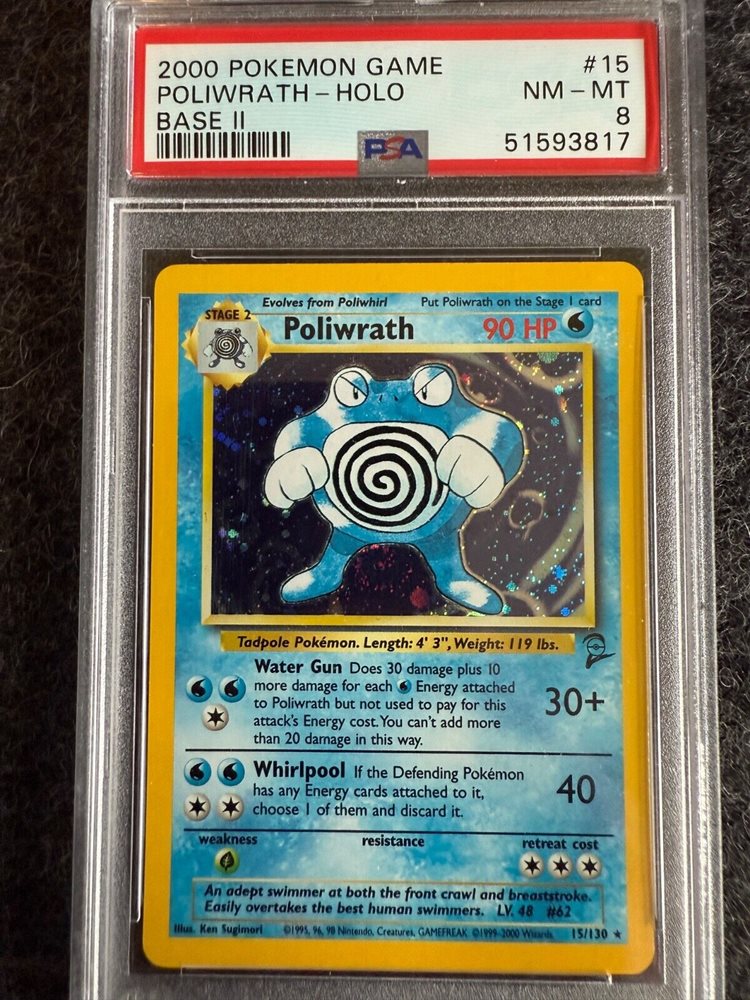 2000 POKEMON GAME #15
POLIWRATH - HOLO NM - MT
BASE II 8
PSA 51593817
Evolves from Poliwhirl Put Poliwrath on the Stage 1 card
STAGE 2
Poliwrath 90 HP
Tadpole Pokémon. Length: 4' 3", Weight: 119 lbs.
Water Gun Does 30 damage plus 10
more damage for each Energy attached
to Poliwrath but not used to pay for this 30+
attack's Energy cost. You can't add more
than 20 damage in this way.
Whirlpool If the Defending Pokémon
has any Energy cards attached to it, 40
choose 1 of them and discard it.
weakness resistance retreat cost
An adept swimmer at both the front crawl and breaststroke.
Easily overtakes the best human swimmers. LV. 48 #62
Illus. Ken Sugimori ©1995, 96, 98 Nintendo, Creatures, GAMEFREAK ©1999-2000 Wizards. 15/130 ★